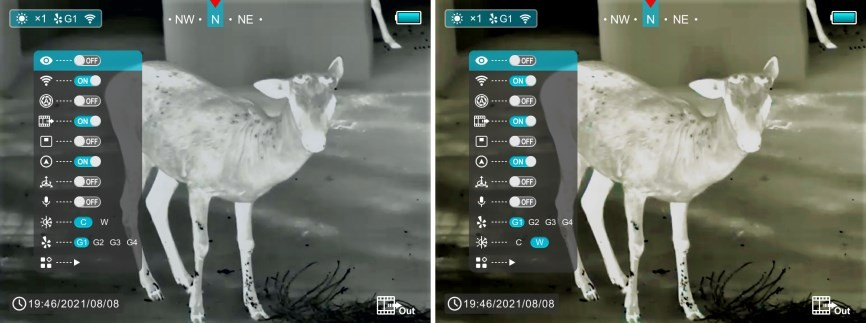 ×1 G1
NW N NE
OFF
ON
OFF
ON
OFF
ON
OFF
OFF
C W
G1 G2 G3 G4
19:46/2021/08/08
Out
×1 G1
NW N NE
OFF
ON
OFF
ON
OFF
ON
OFF
OFF
G1 G2 G3 G4
C W
19:46/2021/08/08
Out